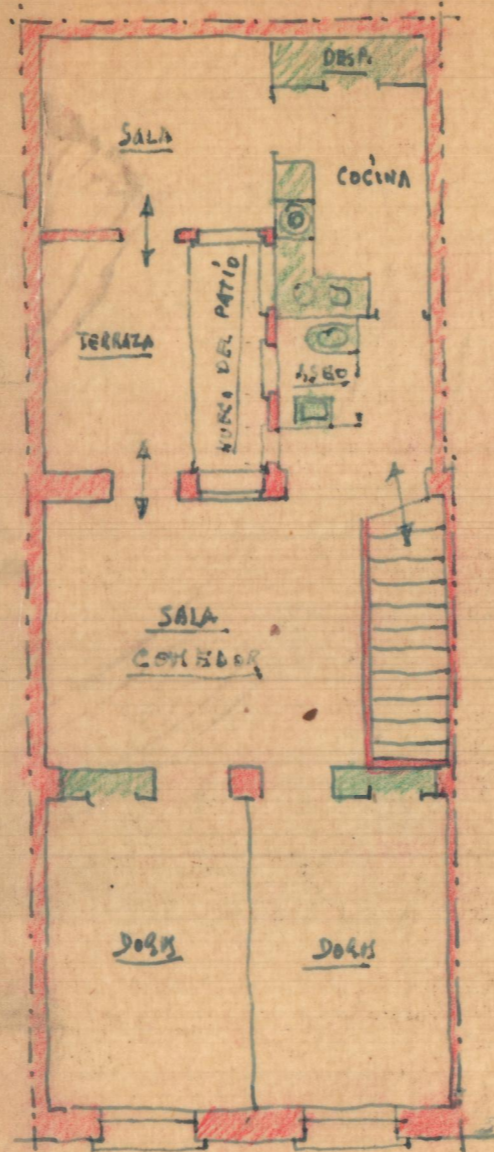 DESP.
SALA
COCINA
HUECO DEL PATIO
TERRAZA
ASEO
SALA
COMEDOR
DORM
DORM